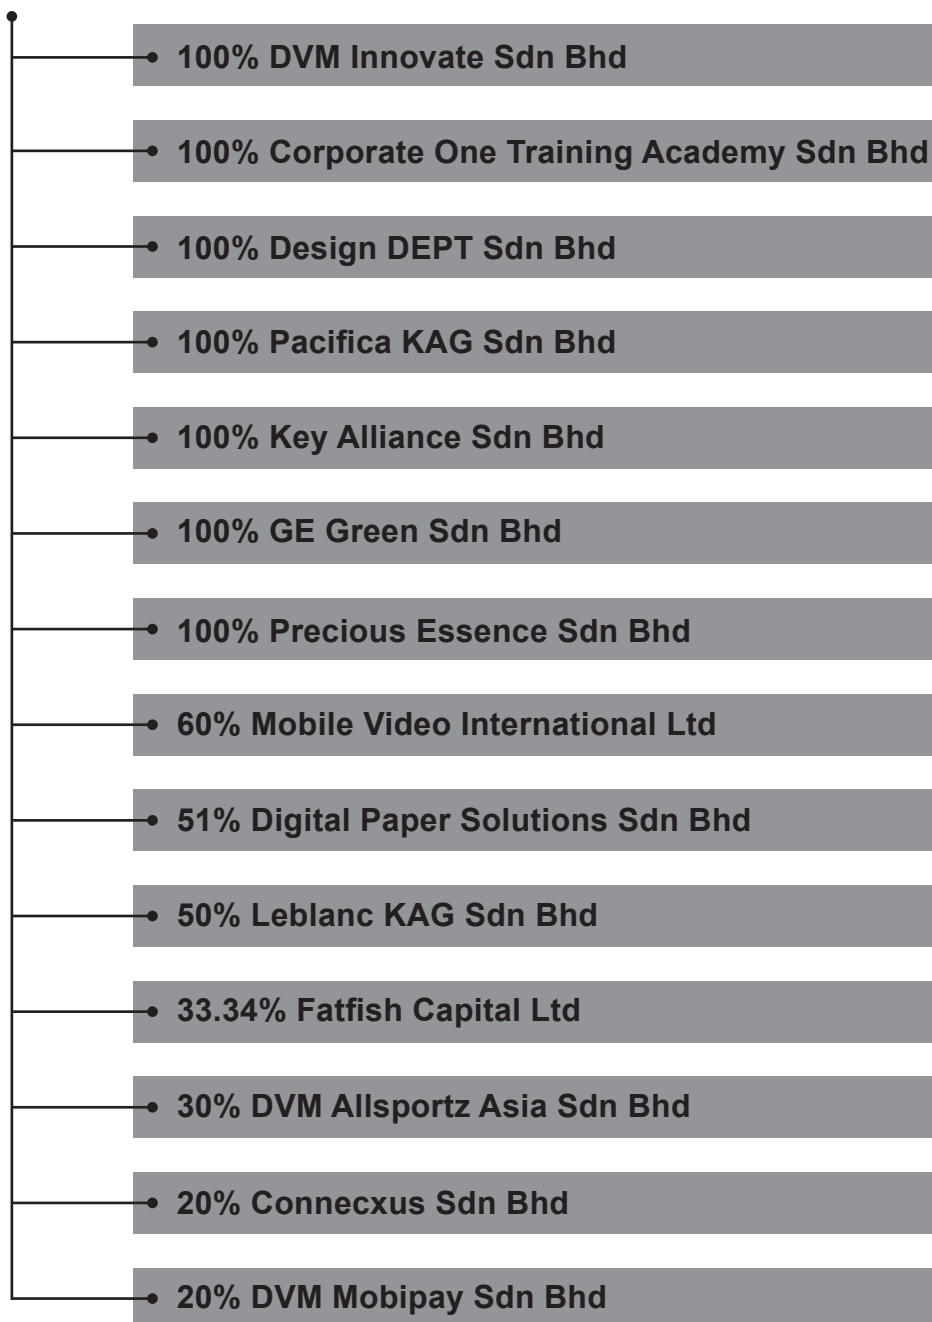 100% DVM Innovate Sdn Bhd
100% Corporate One Training Academy Sdn Bhd
100% Design DEPT Sdn Bhd
100% Pacifica KAG Sdn Bhd
100% Key Alliance Sdn Bhd
100% GE Green Sdn Bhd
100% Precious Essence Sdn Bhd
60% Mobile Video International Ltd
51% Digital Paper Solutions Sdn Bhd
50% Leblanc KAG Sdn Bhd
33.34% Fatfish Capital Ltd
30% DVM Allsportz Asia Sdn Bhd
20% Connecxus Sdn Bhd
20% DVM Mobipay Sdn Bhd